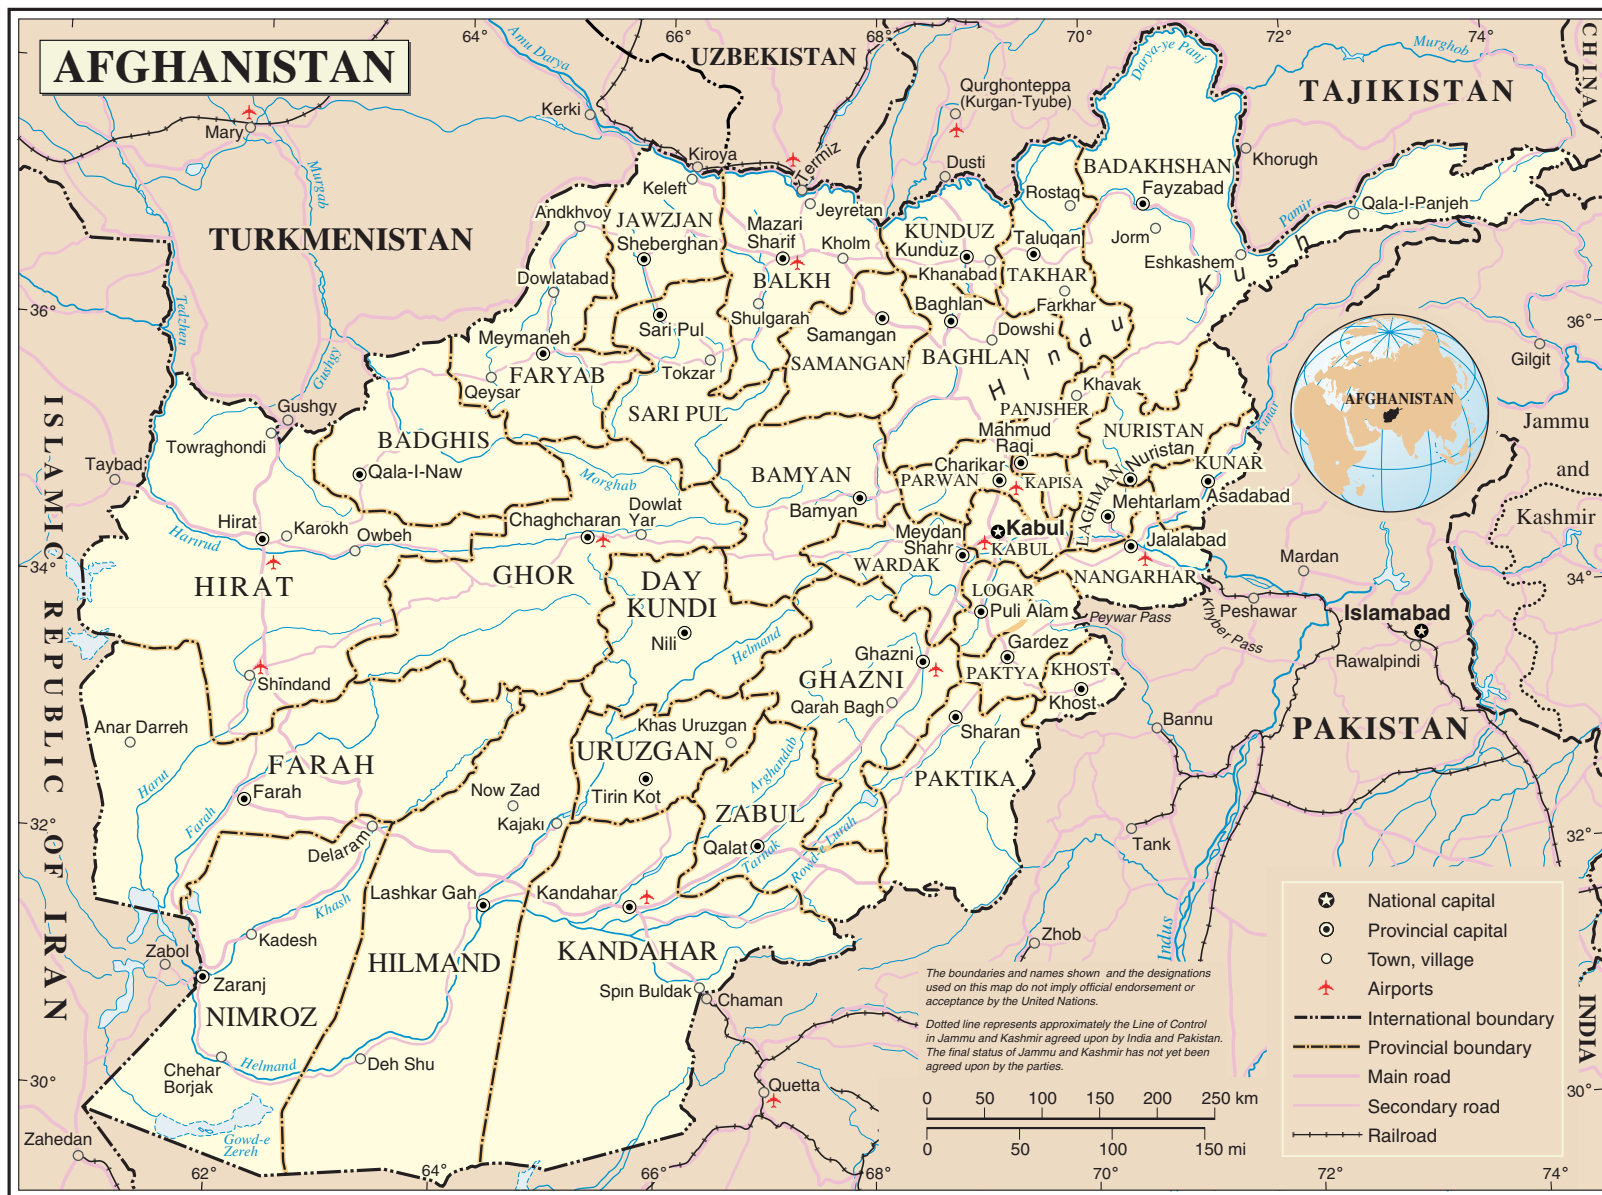 AFGHANISTAN
64°
66°
68°
70°
72°
74°
UZBEKISTAN
TAJIKISTAN
CHINA
TURKMENISTAN
ISLAMIC REPUBLIC OF IRAN
PAKISTAN
INDIA
Jammu
and
Kashmir
36°
34°
32°
30°
36°
34°
32°
30°
62°
64°
66°
68°
70°
72°
74°
Amu Darya
Darya-ye Panj
Murghob
Murgab
Tedzhen
Gushgy
Pamir
Kunar
Morghab
Harirud
Helmand
Harut
Farah
Khash
Arghandab
Tarnak
Rowd-e Lurah
Helmand
Gowd-e
Zereh
Indus
Hindu Kush
Kerki
Mary
Kiroya
Keleft
Termiz
Jeyretan
Qurghonteppa
(Kurgan-Tyube)
Dusti
Rostaq
BADAKHSHAN
Fayzabad
Khorugh
Qala-I-Panjeh
Jorm
Eshkashem
Andkhvoy
JAWZJAN
Sheberghan
Mazari
Sharif
Kholm
BALKH
KUNDUZ
Kunduz
Khanabad
Taluqan
TAKHAR
Farkhar
Dowlatabad
Sari Pul
Shulgarah
Samangan
Baghlan
Dowshi
BAGHLAN
Meymaneh
FARYAB
Qeysar
Tokzar
SARI PUL
SAMANGAN
Khavak
PANJSHER
Gilgit
AFGHANISTAN
Gushgy
Towraghondi
Taybad
BADGHIS
Qala-I-Naw
BAMYAN
Bamyan
Mahmud
Raqi
Charikar
PARWAN
KAPISA
NURISTAN
Nuristan
KUNAR
Asadabad
LAGHMAN
Mehtarlam
Hirat
Karokh
Owbeh
Chaghcharan
Dowlat
Yar
Meydan
Shahr
Kabul
KABUL
Jalalabad
NANGARHAR
WARDAK
LOGAR
Puli Alam
Mardan
Peshawar
Peywar Pass
Khyber Pass
Islamabad
Rawalpindi
HIRAT
GHOR
DAY
KUNDI
Nili
Ghazni
GHAZNI
Qarah Bagh
Gardez
PAKTYA
KHOST
Khost
Shindand
Anar Darreh
FARAH
Farah
Khas Uruzgan
URUZGAN
Tirin Kot
Sharan
PAKTIKA
Bannu
Now Zad
Kajaki
Delaram
ZABUL
Qalat
Tank
Lashkar Gah
Kandahar
KANDAHAR
HILMAND
Zhob
Kadesh
Zabol
Zaranj
NIMROZ
Spin Buldak
Chaman
Chehar
Borjak
Deh Shu
Quetta
Zahedan
The boundaries and names shown and the designations
used on this map do not imply official endorsement or
acceptance by the United Nations.
Dotted line represents approximately the Line of Control
in Jammu and Kashmir agreed upon by India and Pakistan.
The final status of Jammu and Kashmir has not yet been
agreed upon by the parties.
0 50 100 150 200 250 km
0 50 100 150 mi
National capital
Provincial capital
Town, village
Airports
International boundary
Provincial boundary
Main road
Secondary road
Railroad